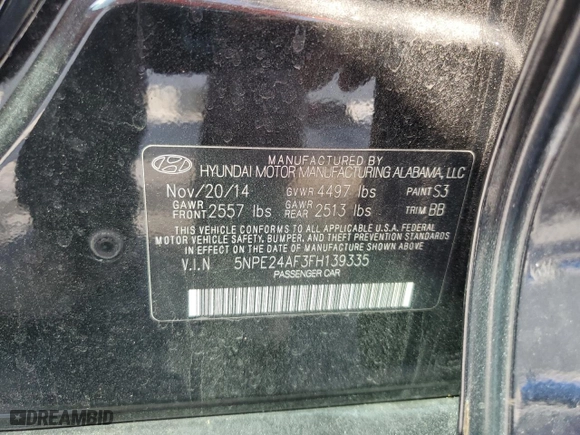 MANUFACTURED BY
HYUNDAI MOTOR MANUFACTURING ALABAMA, LLC
Nov/20/14 GVWR 4497 lbs PAINT S3
GAWR FRONT 2557 lbs GAWR REAR 2513 lbs TRIM BB
THIS VEHICLE CONFORMS TO ALL APPLICABLE U.S.A. FEDERAL
MOTOR VEHICLE SAFETY, BUMPER, AND THEFT PREVENTION STANDARDS
IN EFFECT ON THE DATE OF MANUFACTURE SHOWN ABOVE.
V.I.N 5NPE24AF3FH139335
PASSENGER CAR
DREAMBID